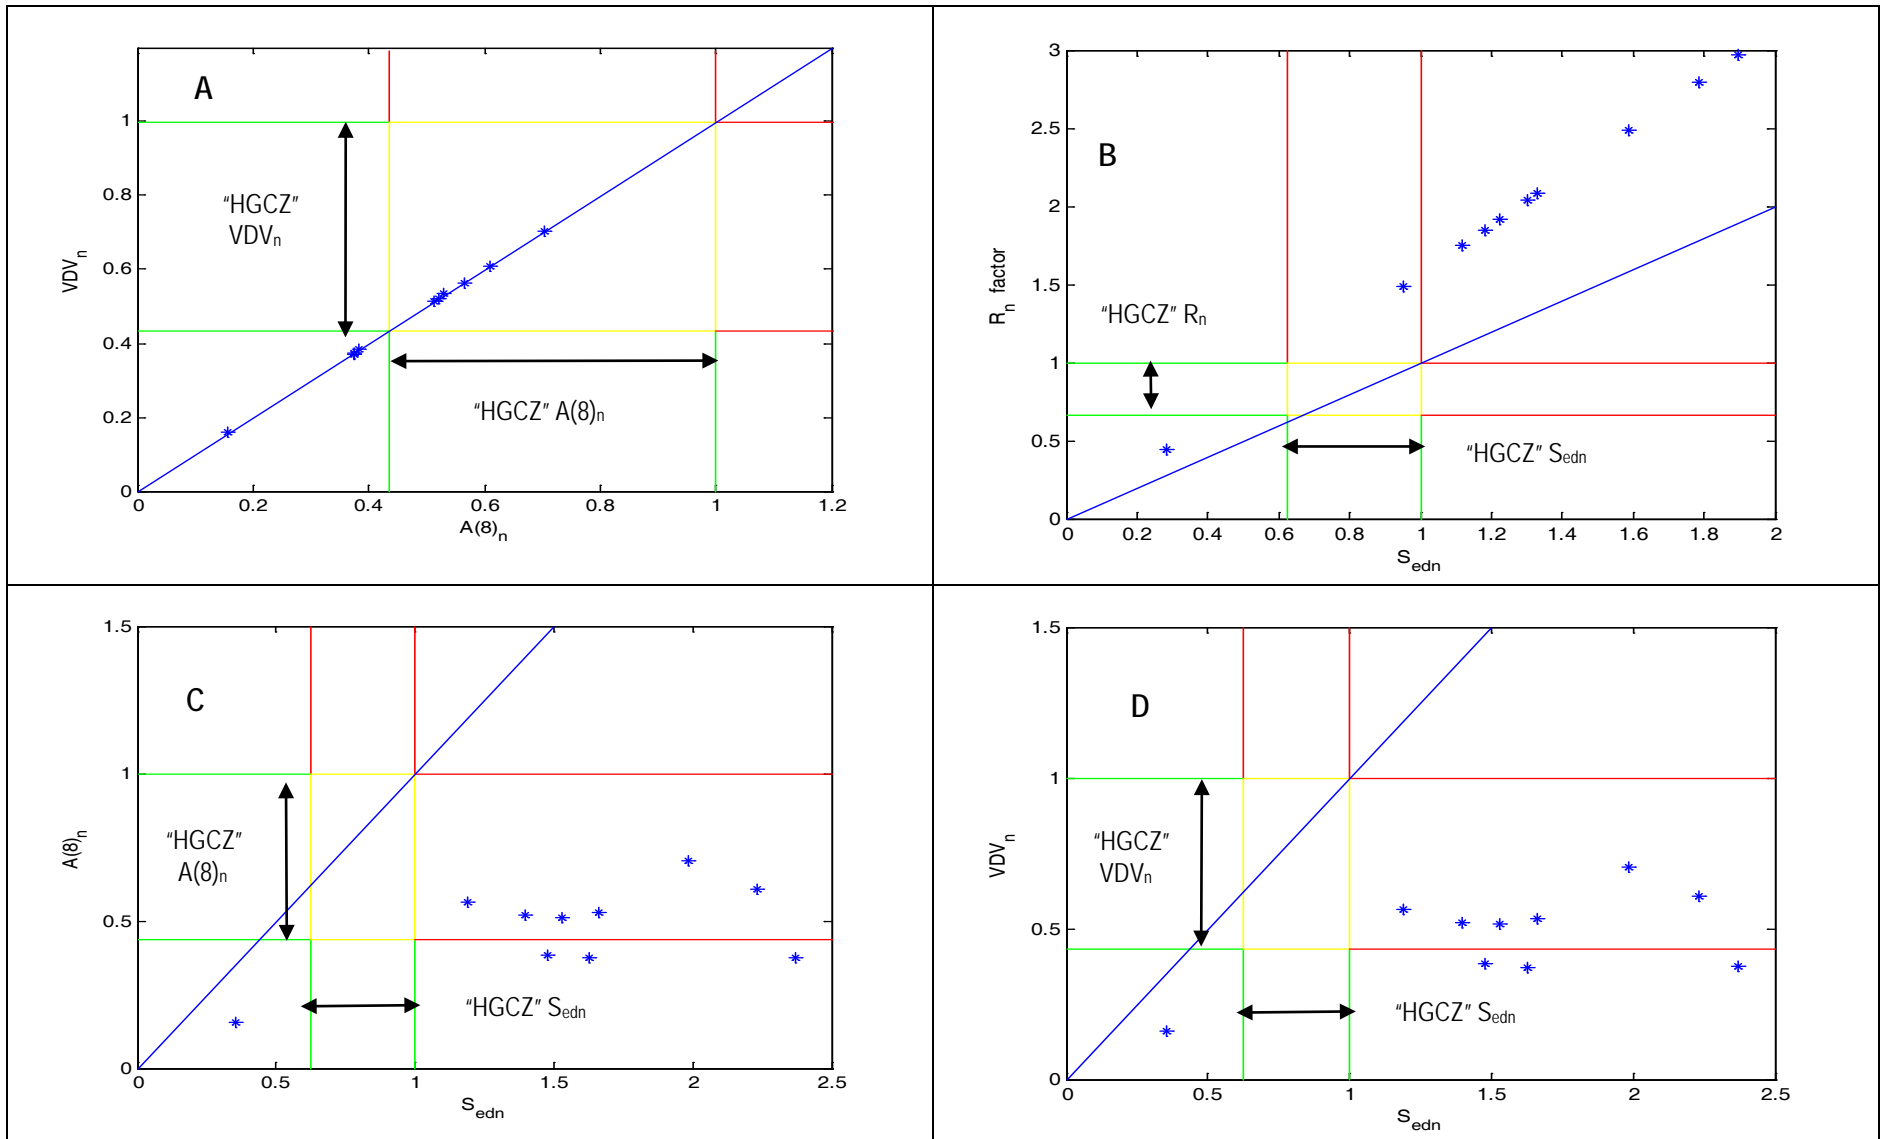 A
1
0.8
0.6
0.4
0.2
0
VDVn
"HGCZ"
VDVn
"HGCZ" A(8)n
0
0.2
0.4
0.6
0.8
1
1.2
A(8)n
B
3
2.5
2
1.5
1
0.5
0
Rn factor
"HGCZ" Rn
"HGCZ" Sedn
0
0.2
0.4
0.6
0.8
1
1.2
1.4
1.6
1.8
2
Sedn
C
1.5
1
0.5
0
A(8)n
"HGCZ"
A(8)n
"HGCZ" Sedn
0
0.5
1
1.5
2
2.5
Sedn
D
1.5
1
0.5
0
VDVn
"HGCZ"
VDVn
"HGCZ" Sedn
0
0.5
1
1.5
2
2.5
Sedn